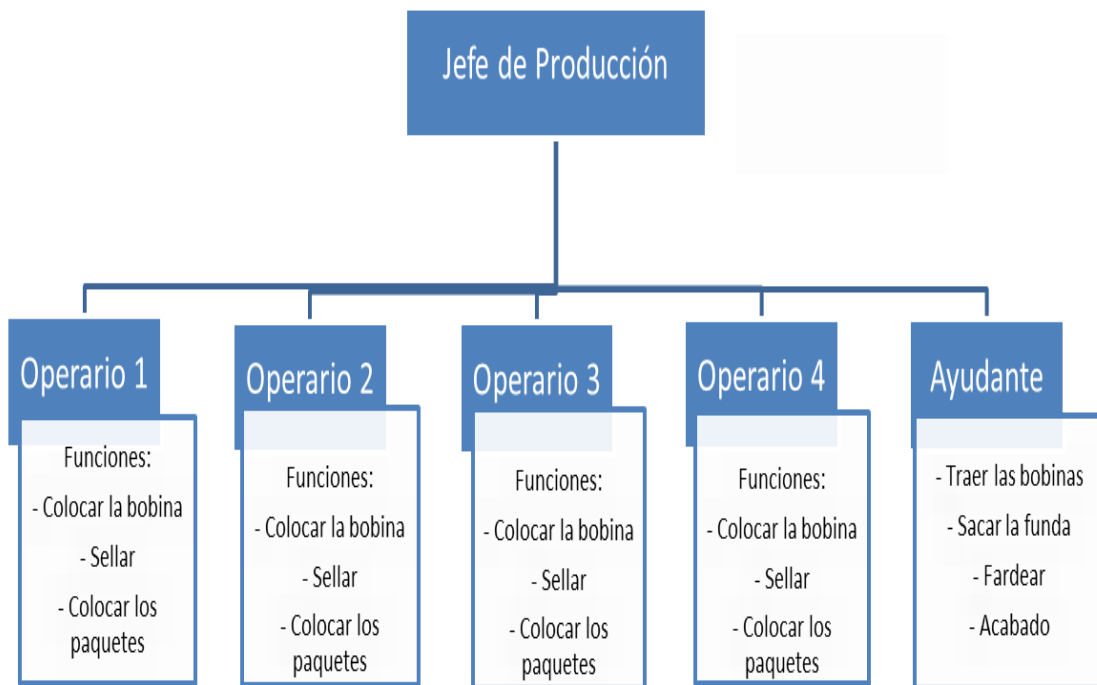 Jefe de Producción
Operario 1
Funciones:
- Colocar la bobina
- Sellar
- Colocar los
paquetes
Operario 2
Funciones:
- Colocar la bobina
- Sellar
- Colocar los
paquetes
Operario 3
Funciones:
- Colocar la bobina
- Sellar
- Colocar los
paquetes
Operario 4
Funciones:
- Colocar la bobina
- Sellar
- Colocar los
paquetes
Ayudante
- Traer las bobinas
- Sacar la funda
- Fardear
- Acabado